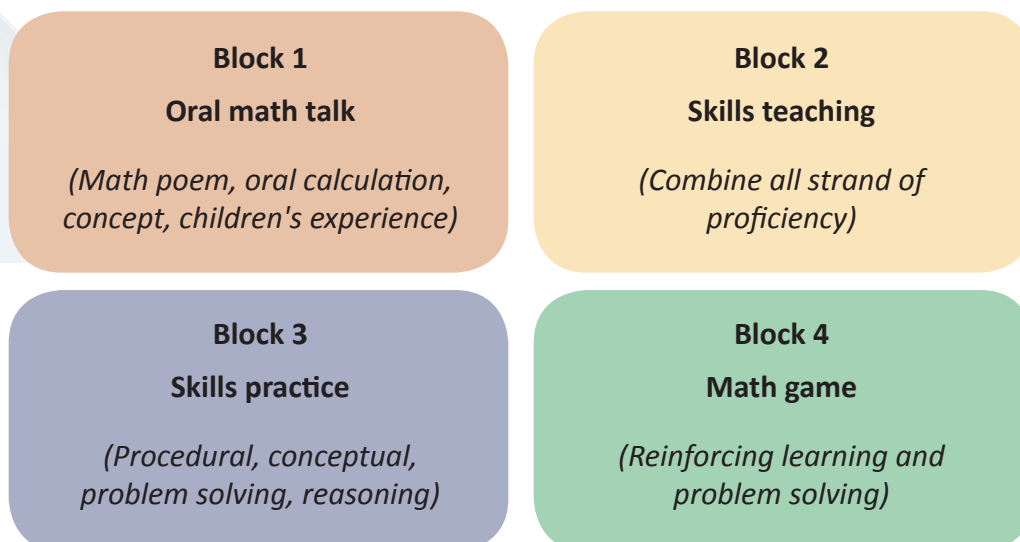 Block 1
Oral math talk
(Math poem, oral calculation,
concept, children's experience)
Block 2
Skills teaching
(Combine all strand of
proficiency)
Block 3
Skills practice
(Procedural, conceptual,
problem solving, reasoning)
Block 4
Math game
(Reinforcing learning and
problem solving)